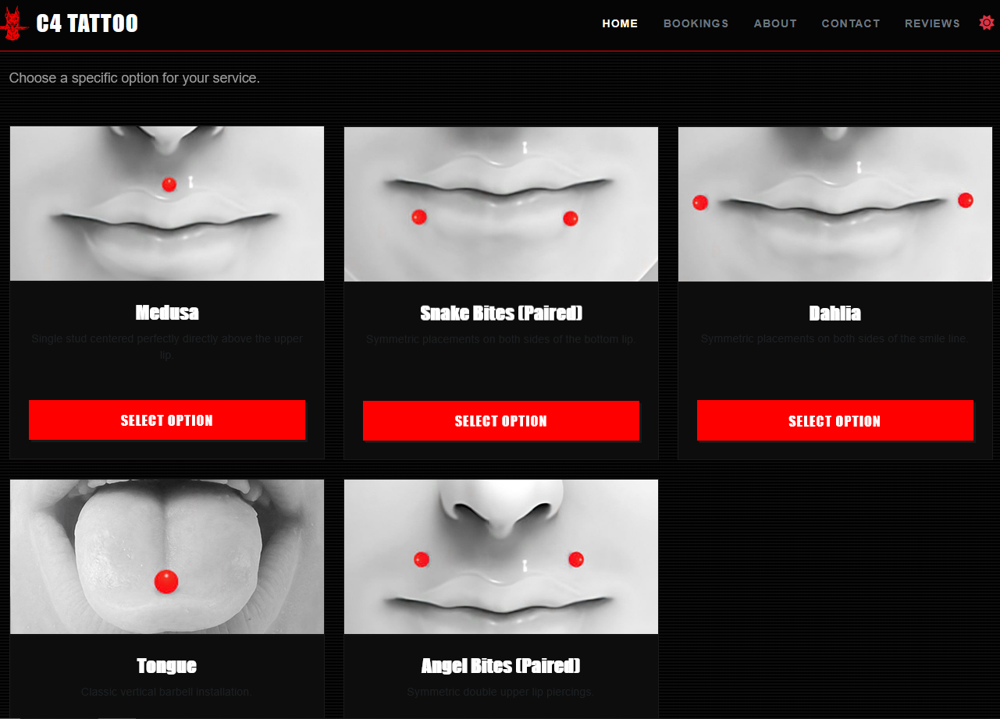 C4 TATTOO
HOME BOOKINGS ABOUT CONTACT REVIEWS
Choose a specific option for your service.
Medusa
Single stud centered perfectly directly above the upper
lip.
SELECT OPTION
Snake Bites (Paired)
Symmetric placements on both sides of the bottom lip.
SELECT OPTION
Dahlia
Symmetric placements on both sides of the smile line.
SELECT OPTION
Tongue
Classic vertical barbell installation.
Angel Bites (Paired)
Symmetric double upper lip piercings.